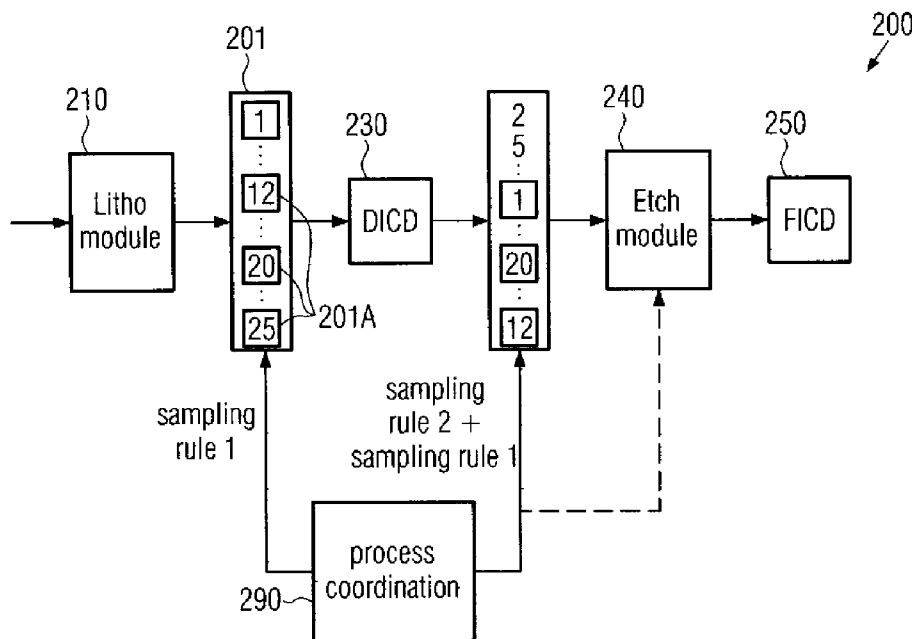 200
201
210
Litho
module
1
12
20
25
201A
230
DICD
2
5
1
20
12
240
Etch
module
250
FICD
sampling
rule 1
sampling
rule 2 +
sampling rule 1
process
coordination
290